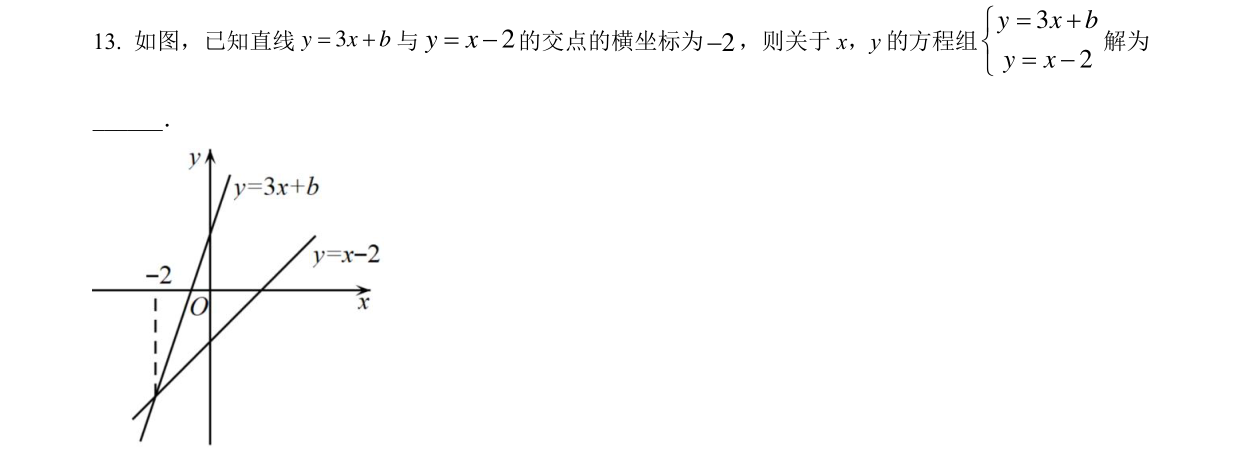 13. 如图，已知直线 y = 3x + b 与 y = x − 2 的交点的横坐标为 −2，则关于 x，y 的方程组 { y = 3x + b  y = x − 2 解为
______.
y
y=3x+b
y=x−2
−2
O
x